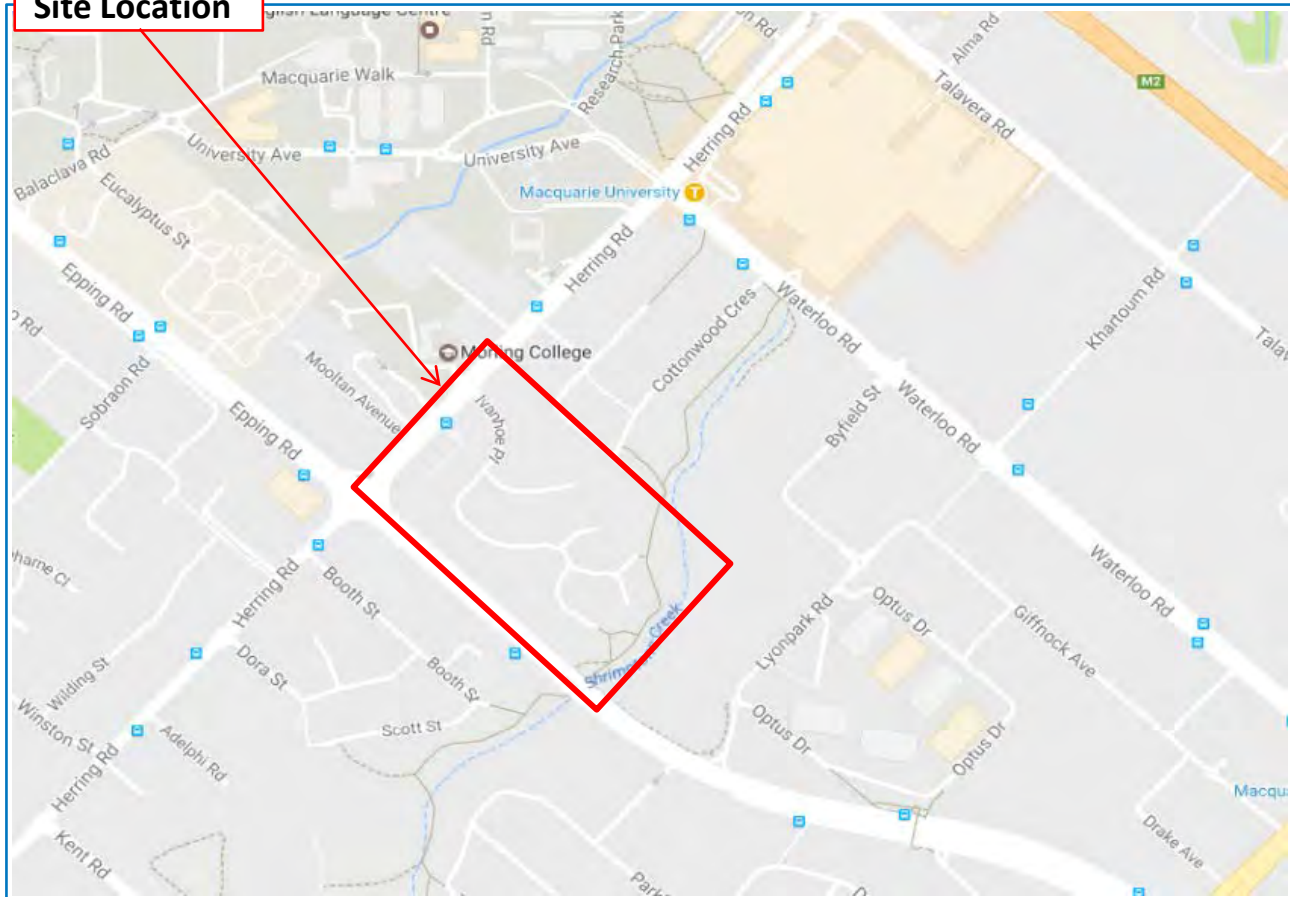 Site Location
English Language Centre
Macquarie Walk
Research Park
Herring Rd
Alma Rd
Talavera Rd
M2
University Ave
University Ave
Balaclava Rd
Eucalyptus St
Macquarie University
T
Herring Rd
Epping Rd
Waterloo Rd
Khartoum Rd
Cottonwood Cres
Morling College
Mooltan Avenue
Sobraon Rd
Ivanhoe Pl
Epping Rd
Byfield St
Waterloo Rd
Herring Rd
Booth St
Waterloo Rd
Optus Dr
Lyonpark Rd
Giffnock Ave
Creek
Dora St
Booth St
Wilding St
Winston St
Scott St
Adelphi Rd
Optus Dr
Optus Dr
Herring Rd
Drake Ave
Kent Rd